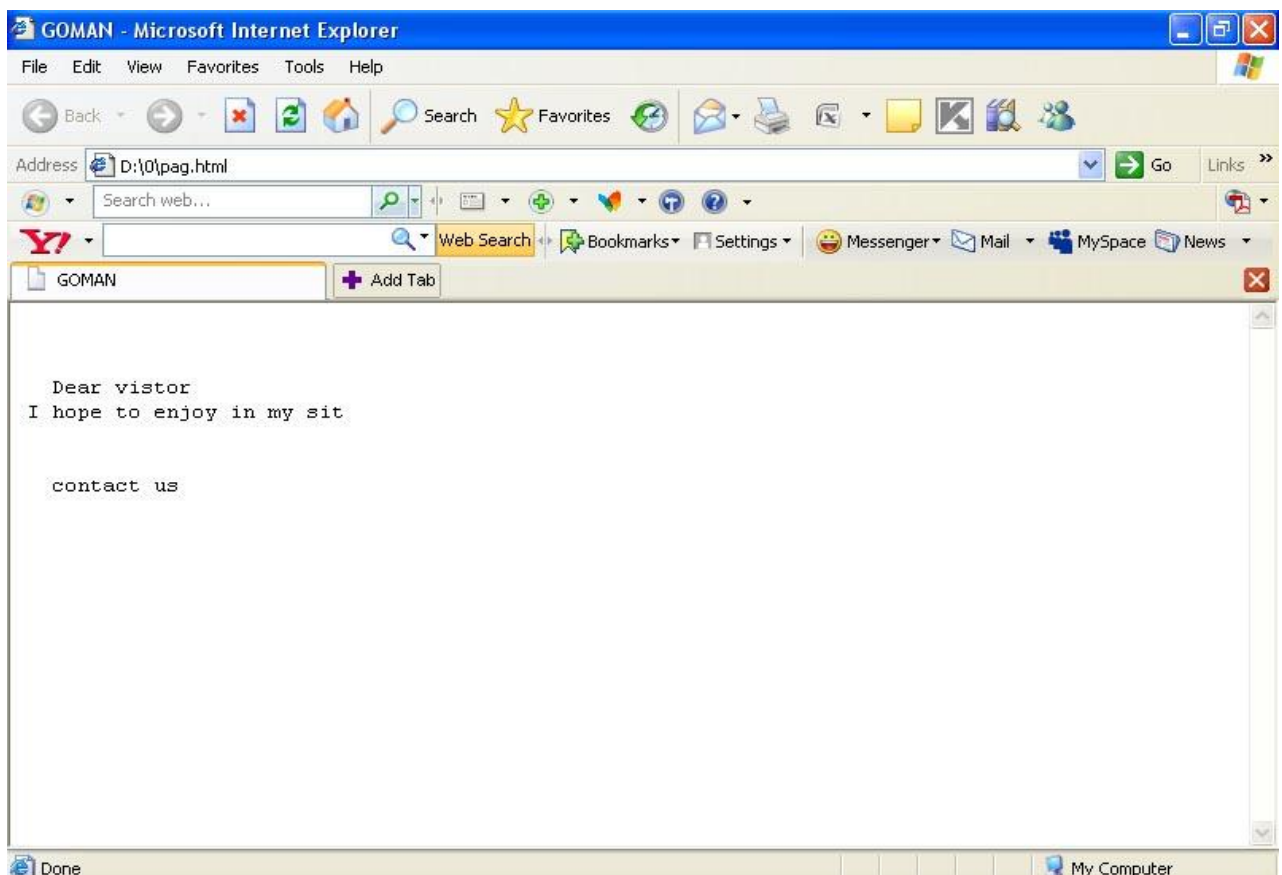 GOMAN - Microsoft Internet Explorer
File Edit View Favorites Tools Help
Back Search Favorites
Address D:\0\pag.html Go Links »
Search web...
Y! Web Search Bookmarks Settings Messenger Mail MySpace News
GOMAN Add Tab
Dear vistor
I hope to enjoy in my sit
contact us
Done My Computer